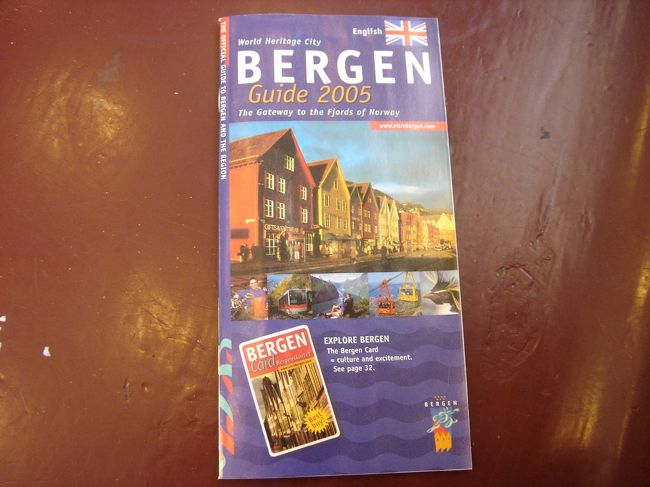 English
World Heritage City
BERGEN
Guide 2005
The Gateway to the Fjords of Norway
www.visitbergen.com
THE OFFICIAL GUIDE TO BERGEN AND THE REGION
BERGEN
Card Bergenskortet
EXPLORE BERGEN
The Bergen Card
= culture and excitement.
See page 32.
BERGEN